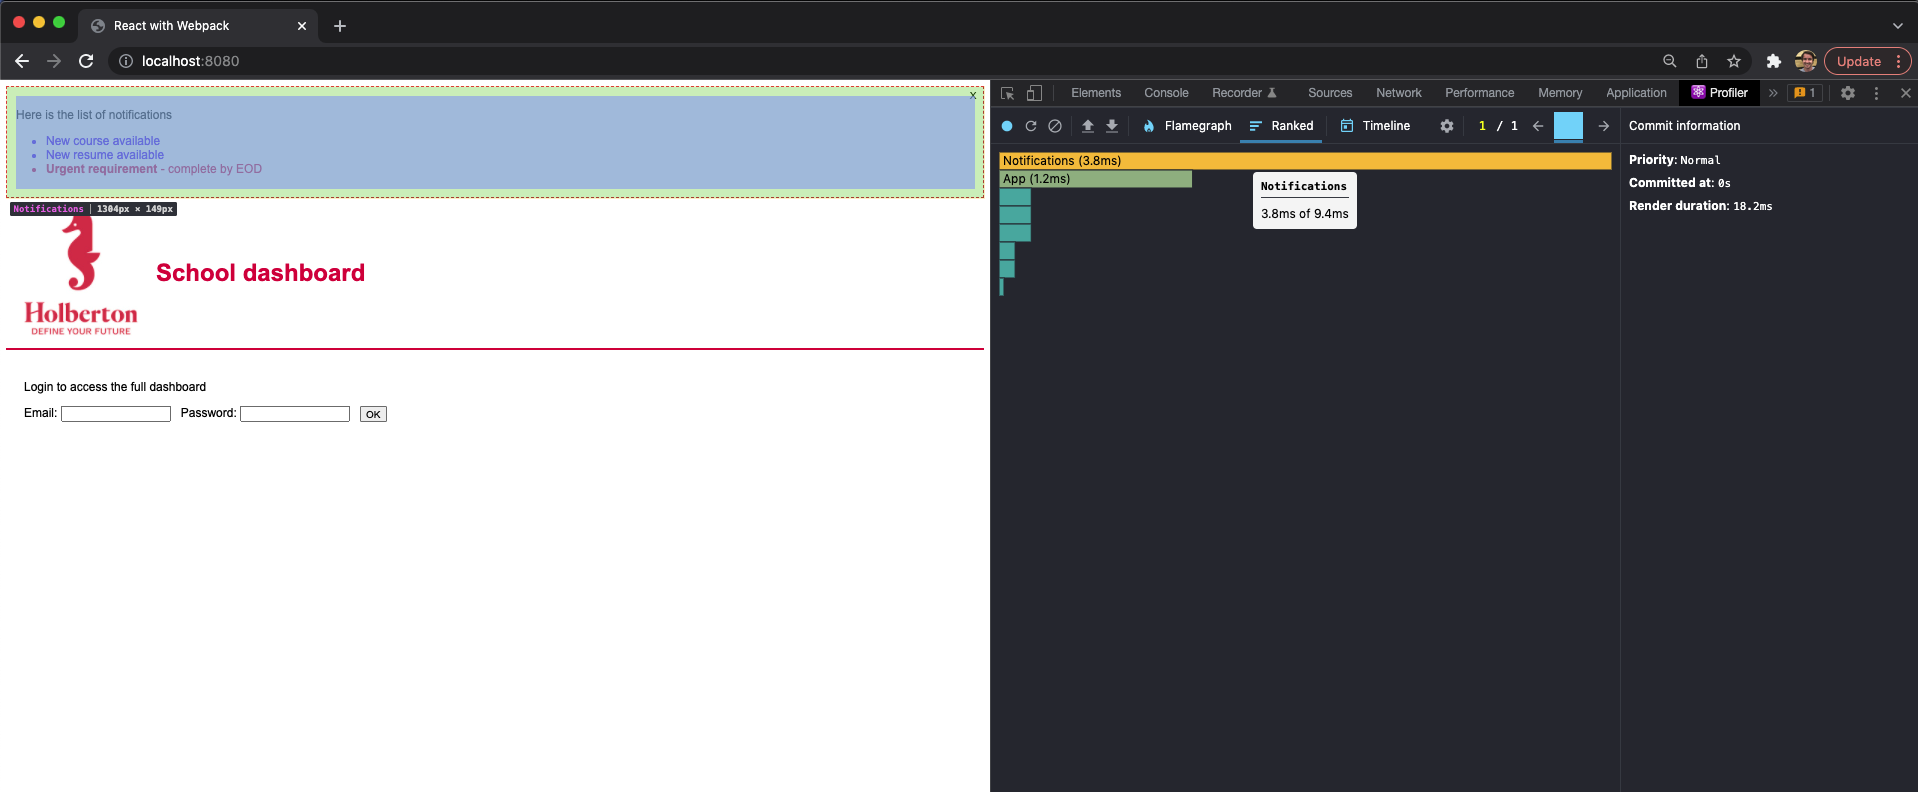 React with Webpack
localhost:8080
Update
x
Here is the list of notifications
New course available
New resume available
Urgent requirement - complete by EOD
Notifications | 1304px × 149px
Holberton
DEFINE YOUR FUTURE
School dashboard
Login to access the full dashboard
Email: Password: OK
Elements Console Recorder Sources Network Performance Memory Application Profiler » 1
Flamegraph Ranked Timeline 1 / 1
Notifications (3.8ms)
App (1.2ms)
Notifications
3.8ms of 9.4ms
Commit information
Priority: Normal
Committed at: 0s
Render duration: 18.2ms